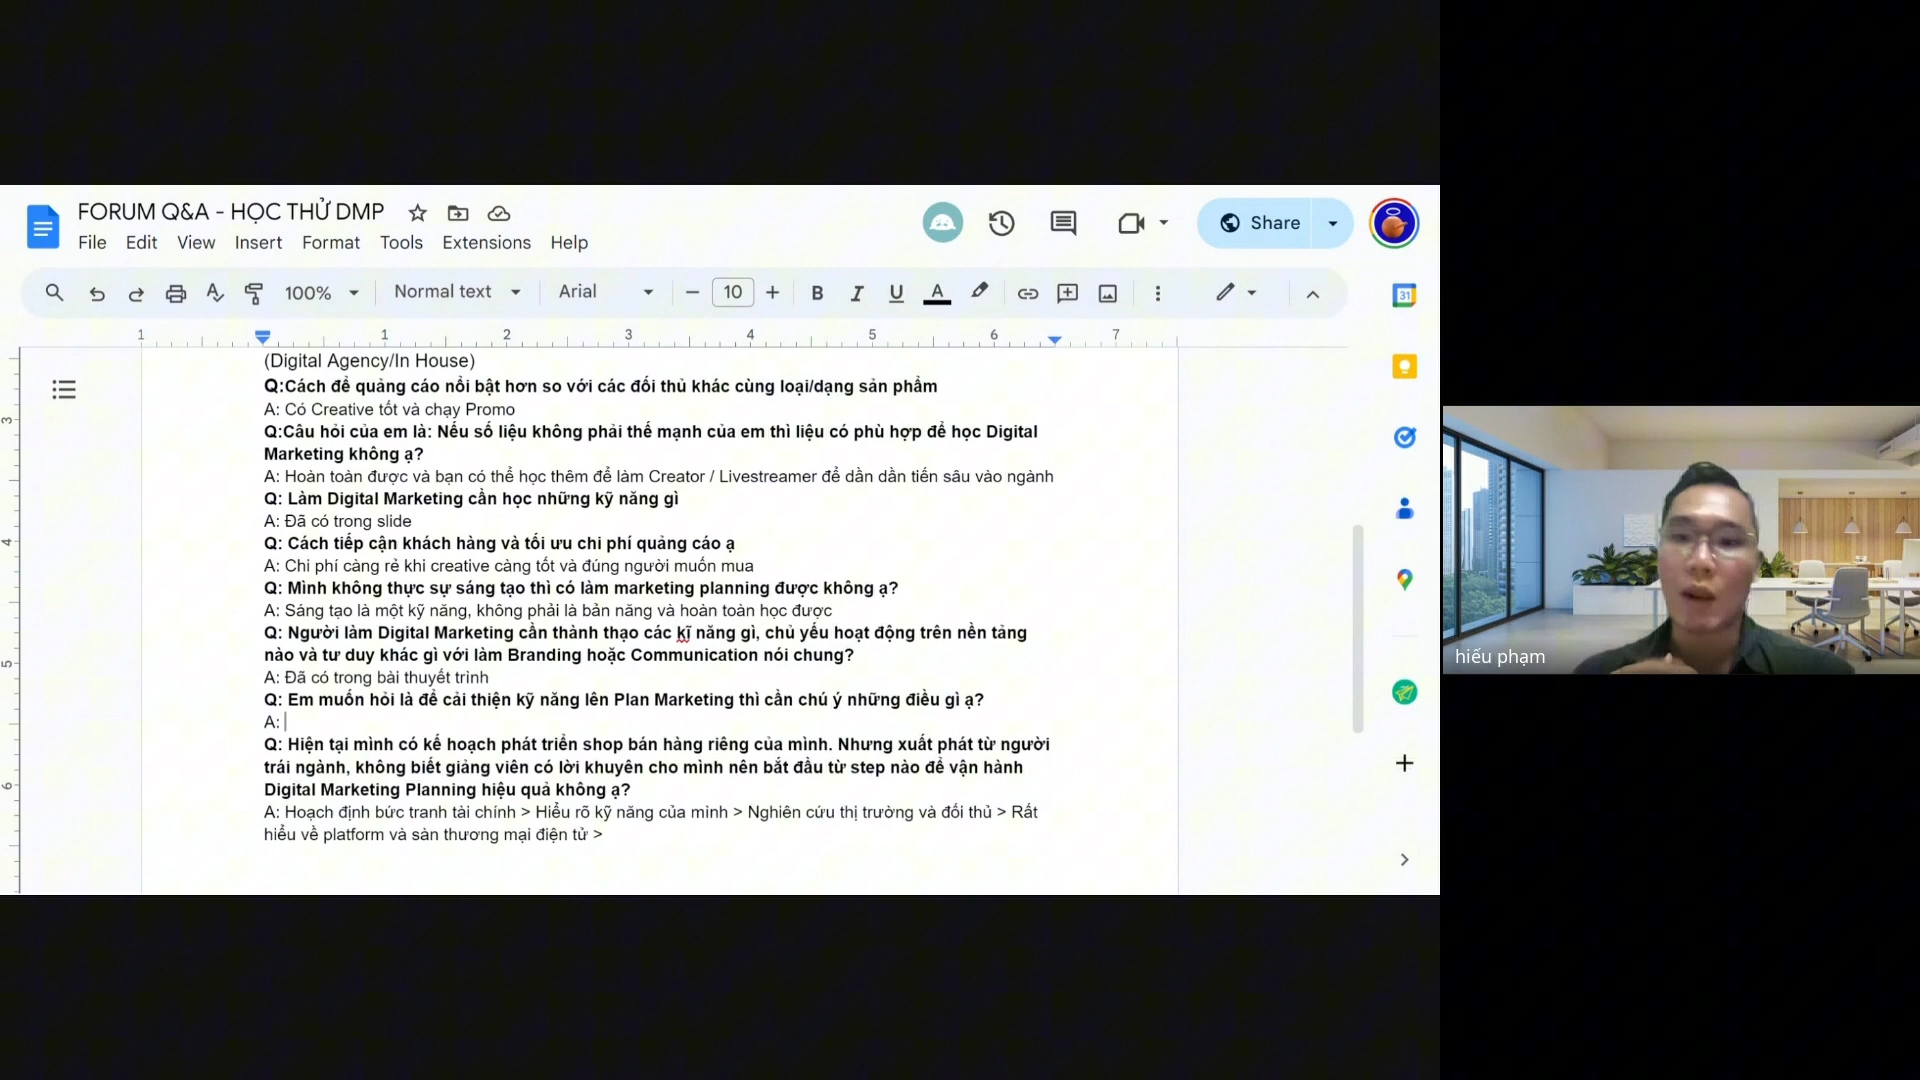 FORUM Q&A - HỌC THỬ DMP
File Edit View Insert Format Tools Extensions Help
Share
100% Normal text Arial 10 B I U A
31
1 1 2 3 4 5 6 7
(Digital Agency/In House)
Q:Cách để quảng cáo nổi bật hơn so với các đối thủ khác cùng loại/dạng sản phẩm
A: Có Creative tốt và chạy Promo
Q:Câu hỏi của em là: Nếu số liệu không phải thế mạnh của em thì liệu có phù hợp để học Digital
Marketing không ạ?
A: Hoàn toàn được và bạn có thể học thêm để làm Creator / Livestreamer để dần dần tiến sâu vào ngành
Q: Làm Digital Marketing cần học những kỹ năng gì
A: Đã có trong slide
Q: Cách tiếp cận khách hàng và tối ưu chi phí quảng cáo ạ
A: Chi phí càng rẻ khi creative càng tốt và đúng người muốn mua
Q: Mình không thực sự sáng tạo thì có làm marketing planning được không ạ?
A: Sáng tạo là một kỹ năng, không phải là bản năng và hoàn toàn học được
Q: Người làm Digital Marketing cần thành thạo các kĩ năng gì, chủ yếu hoạt động trên nền tảng
nào và tư duy khác gì với làm Branding hoặc Communication nói chung?
A: Đã có trong bài thuyết trình
Q: Em muốn hỏi là để cải thiện kỹ năng lên Plan Marketing thì cần chú ý những điều gì ạ?
A:
Q: Hiện tại mình có kế hoạch phát triển shop bán hàng riêng của mình. Nhưng xuất phát từ người
trái ngành, không biết giảng viên có lời khuyên cho mình nên bắt đầu từ step nào để vận hành
Digital Marketing Planning hiệu quả không ạ?
A: Hoạch định bức tranh tài chính > Hiểu rõ kỹ năng của mình > Nghiên cứu thị trường và đối thủ > Rất
hiểu về platform và sàn thương mại điện tử >
3
4
5
6
hiếu phạm